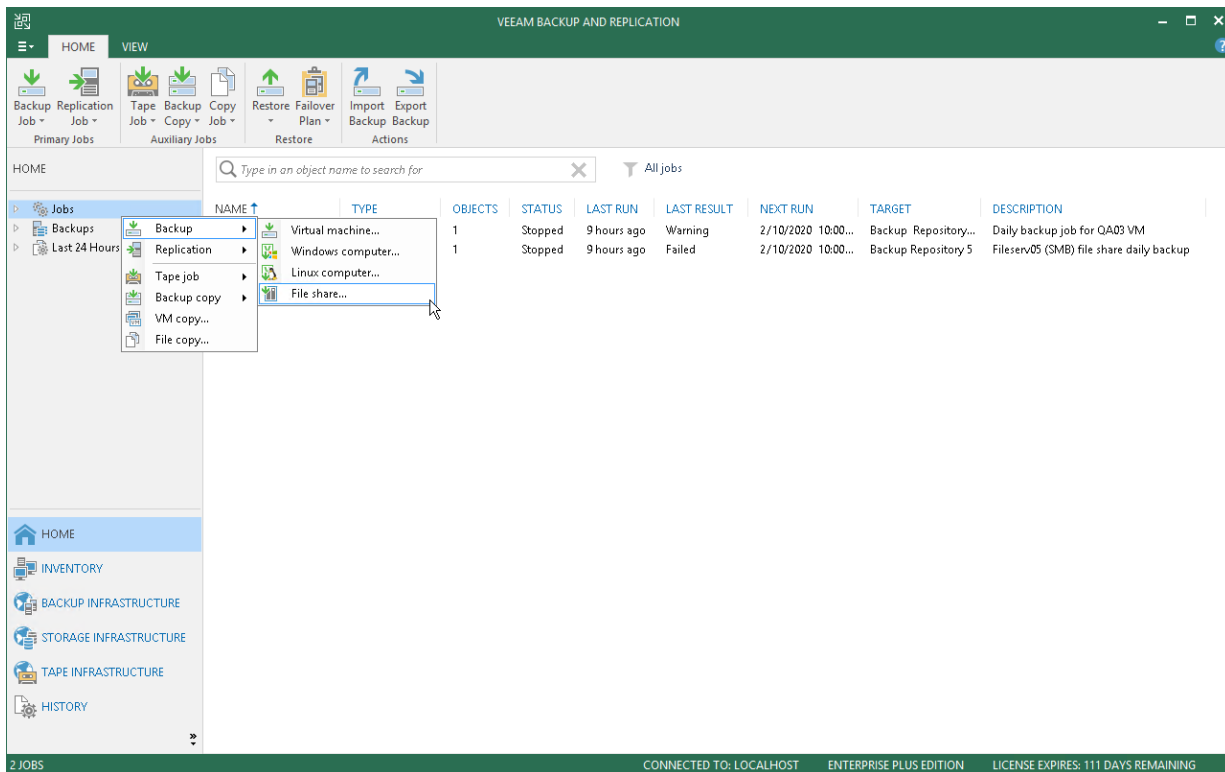 VEEAM BACKUP AND REPLICATION
HOME VIEW
Backup Job Replication Job Tape Job Backup Copy Copy Job Restore Failover Plan Import Backup Export Backup
Primary Jobs Auxiliary Jobs Restore Actions
HOME
Type in an object name to search for
All jobs
Jobs
Backups
Last 24 Hours
Backup
Replication
Tape job
Backup copy
VM copy...
File copy...
Virtual machine...
Windows computer...
Linux computer...
File share...
NAME TYPE OBJECTS STATUS LAST RUN LAST RESULT NEXT RUN TARGET DESCRIPTION
1 Stopped 9 hours ago Warning 2/10/2020 10:00... Backup Repository... Daily backup job for QA03 VM
1 Stopped 9 hours ago Failed 2/10/2020 10:00... Backup Repository 5 Fileserv05 (SMB) file share daily backup
HOME
INVENTORY
BACKUP INFRASTRUCTURE
STORAGE INFRASTRUCTURE
TAPE INFRASTRUCTURE
HISTORY
2 JOBS CONNECTED TO: LOCALHOST ENTERPRISE PLUS EDITION LICENSE EXPIRES: 111 DAYS REMAINING